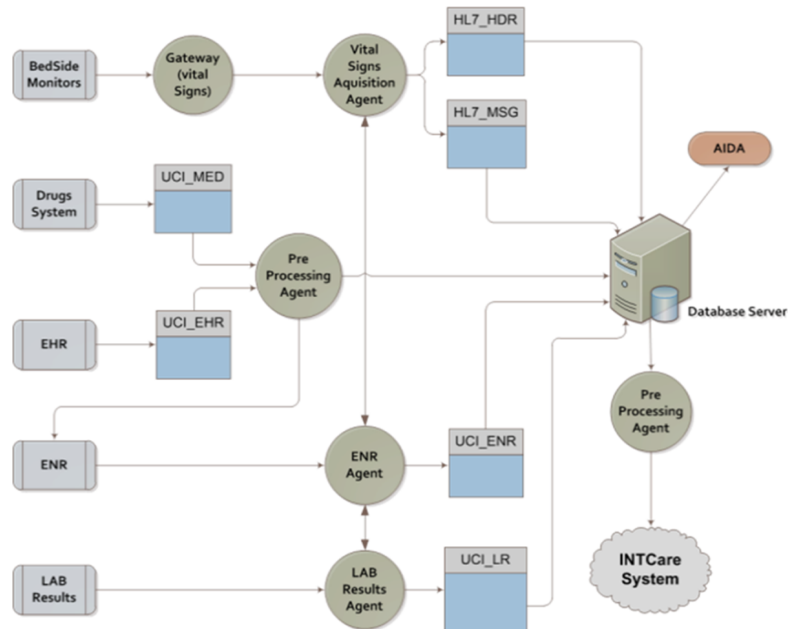 BedSide
Monitors
Gateway
(vital
Signs)
Vital
Signs
Aquisition
Agent
HL7_HDR
HL7_MSG
AIDA
Drugs
System
UCI_MED
Pre
Processing
Agent
UCI_EHR
EHR
Database Server
Pre
Processing
Agent
ENR
ENR
Agent
UCI_ENR
INTCare
System
LAB
Results
LAB
Results
Agent
UCI_LR